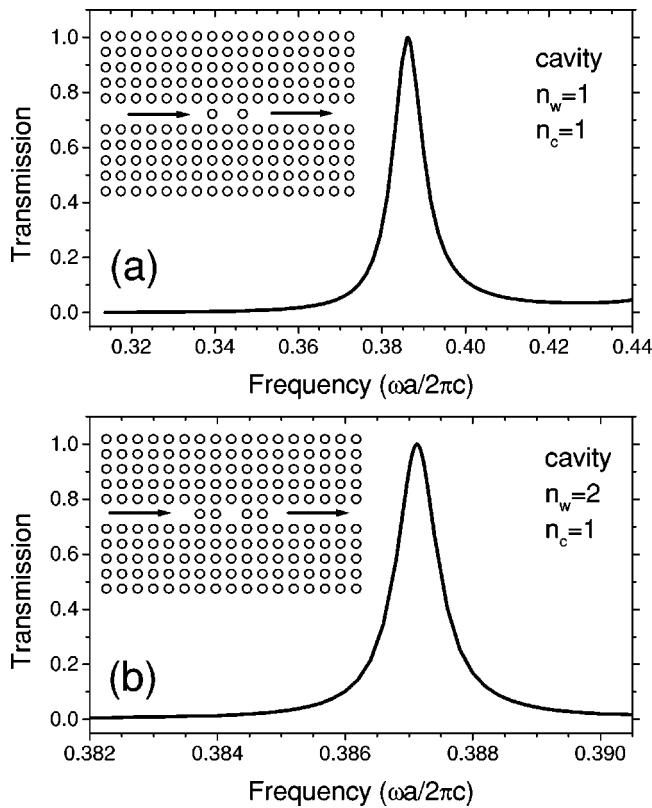 1.0
0.8
0.6
0.4
0.2
0.0
Transmission
cavity
n_w=1
n_c=1
(a)
0.32 0.34 0.36 0.38 0.40 0.42 0.44
Frequency (ωa/2πc)
1.0
0.8
0.6
0.4
0.2
0.0
Transmission
cavity
n_w=2
n_c=1
(b)
0.382 0.384 0.386 0.388 0.390
Frequency (ωa/2πc)